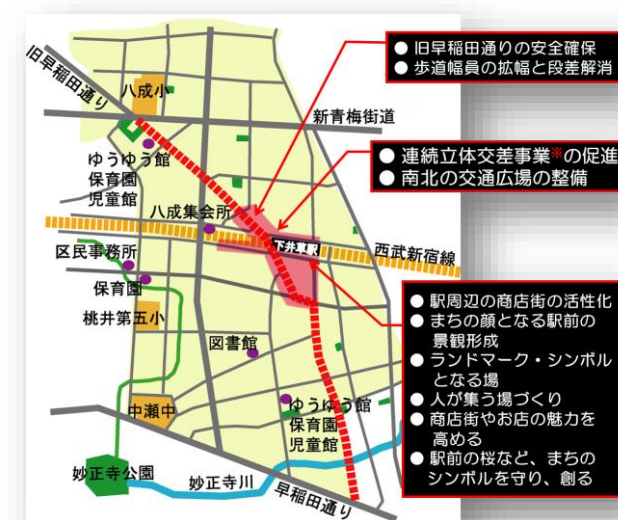 ● 旧早稲田通りの安全確保
● 歩道幅員の拡幅と段差解消
旧早稲田通り
八成小
新青梅街道
ゆうゆう館
保育園
児童館
● 連続立体交差事業※の促進
● 南北の交通広場の整備
八成集会所
下井草駅
西武新宿線
区民事務所
保育園
桃井第五小
図書館
中瀬中
ゆうゆう館
保育園
児童館
妙正寺公園
妙正寺川
早稲田通り
● 駅周辺の商店街の活性化
● まちの顔となる駅前の
景観形成
● ランドマーク・シンボル
となる場
● 人が集う場づくり
● 商店街やお店の魅力を
高める
● 駅前の桜など、まちの
シンボルを守り、創る